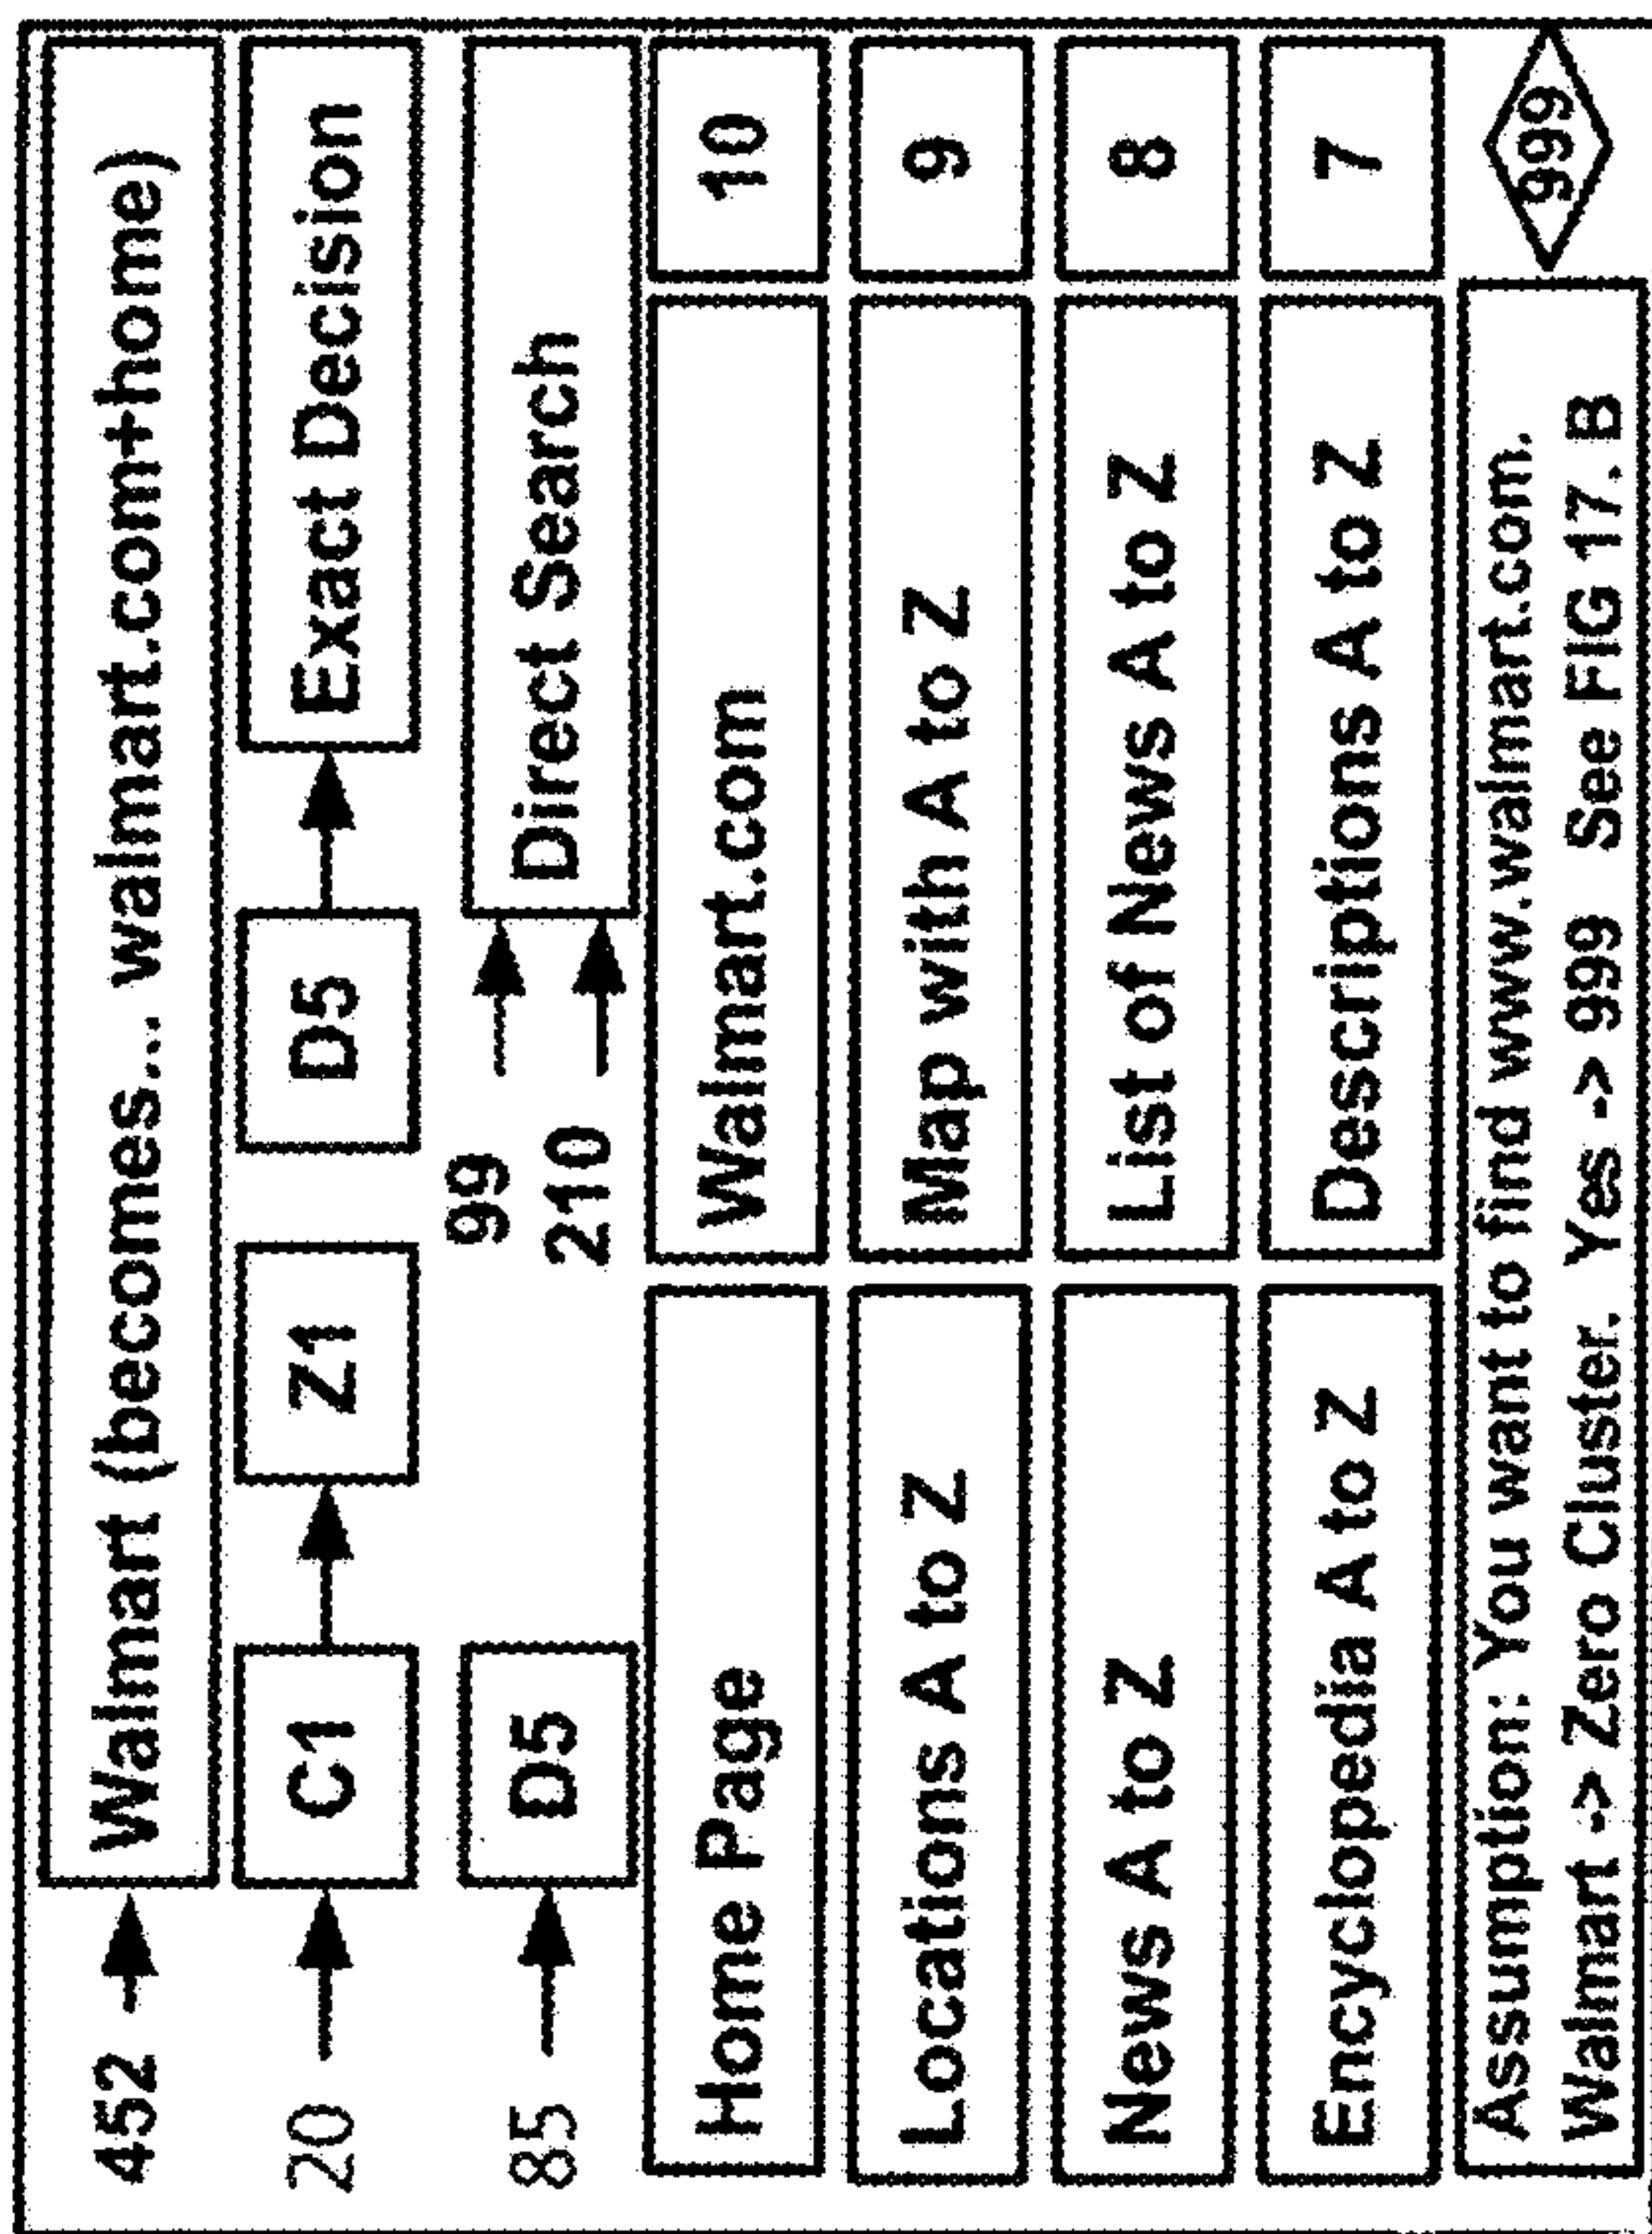 452 Walmart (becomes... walmart.com+home)
20 C1 Z1 D5 Exact Decision
99
85 D5 210 Direct Search
Home Page Walmart.com 10
Locations A to Z Map with A to Z 9
News A to Z List of News A to Z 8
Encyclopedia A to Z Descriptions A to Z 7
Assumption: You want to find www.walmart.com.
Walmart -> Zero Cluster. Yes -> 999 See FIG 17. B
999